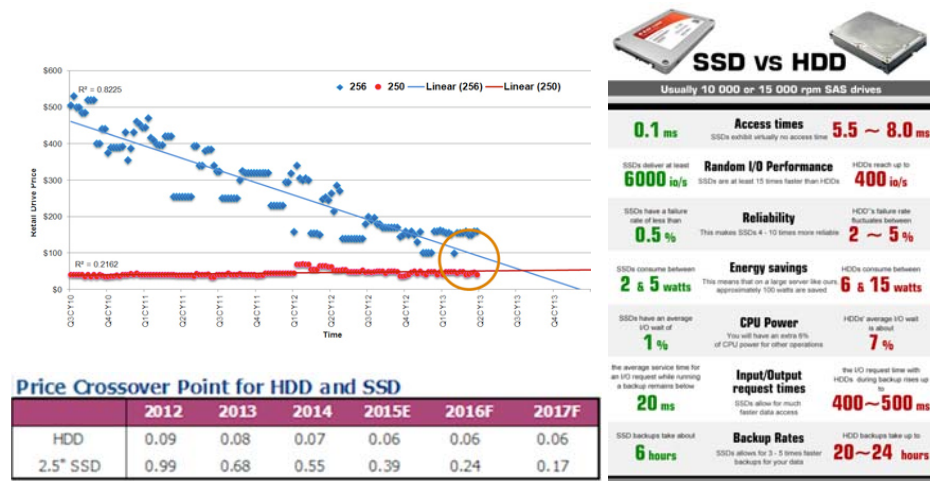 $600
$500
$400
$300
$200
$100
$0
Retail Drive Price
R² = 0.8225
R² = 0.2162
256 250 Linear (256) Linear (250)
Q3CY10
Q4CY10
Q1CY11
Q2CY11
Q3CY11
Q4CY11
Q1CY12
Q2CY12
Q3CY12
Q4CY12
Q1CY13
Q2CY13
Q3CY13
Q4CY13
Time
Price Crossover Point for HDD and SSD
2012 2013 2014 2015E 2016F 2017F
HDD 0.09 0.08 0.07 0.06 0.06 0.06
2.5" SSD 0.99 0.68 0.55 0.39 0.24 0.17
SSD vs HDD
Usually 10 000 or 15 000 rpm SAS drives
0.1 ms
Access times
SSDs exhibit virtually no access time
5.5 ~ 8.0 ms
SSDs deliver at least
6000 io/s
Random I/O Performance
SSDs are at least 15 times faster than HDDs
HDDs reach up to
400 io/s
SSDs have a failure
rate of less than
0.5 %
Reliability
This makes SSDs 4 - 10 times more reliable
HDD's failure rate
fluctuates between
2 ~ 5 %
SSDs consume between
2 & 5 watts
Energy savings
This means that on a large server like ours,
approximately 100 watts are saved
HDDs consume between
6 & 15 watts
SSDs have an average
I/O wait of
1 %
CPU Power
You will have an extra 6%
of CPU power for other operations
HDDs' average I/O wait
is about
7 %
the average service time for
an I/O request while running
a backup remains below
20 ms
Input/Output
request times
SSDs allow for much
faster data access
the I/O request time with
HDDs during backup rises up
to
400~500 ms
SSD backups take about
6 hours
Backup Rates
SSDs allows for 3 - 5 times faster
backups for your data
HDD backups take up to
20~24 hours